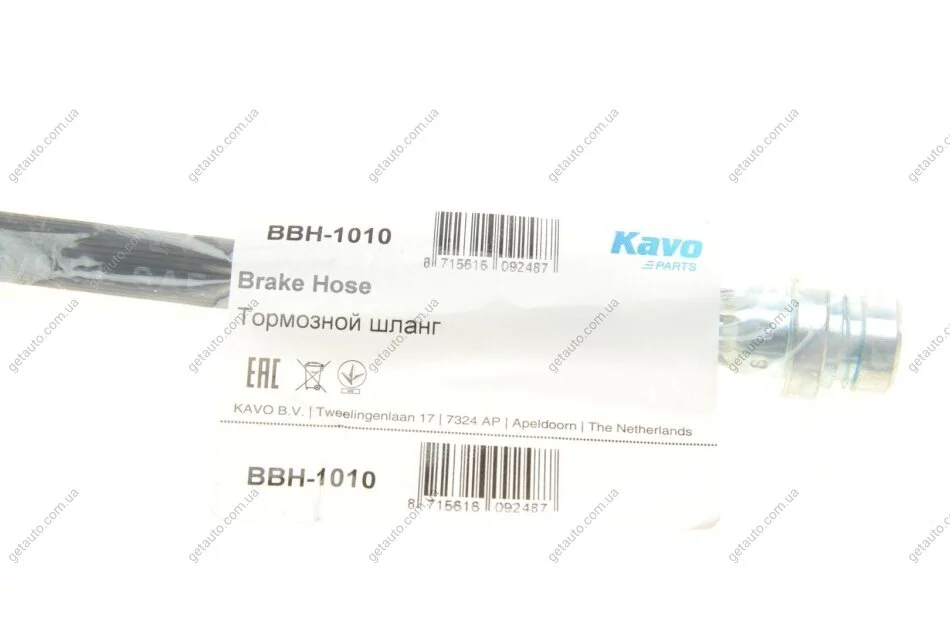 BBH-1010
8 715616 092487
Kavo
PARTS
Brake Hose
Тормозной шланг
EAC
KAVO B.V. | Tweelingenlaan 17 | 7324 AP | Apeldoorn | The Netherlands
BBH-1010
8 715616 092487
SAE
getauto.com.ua